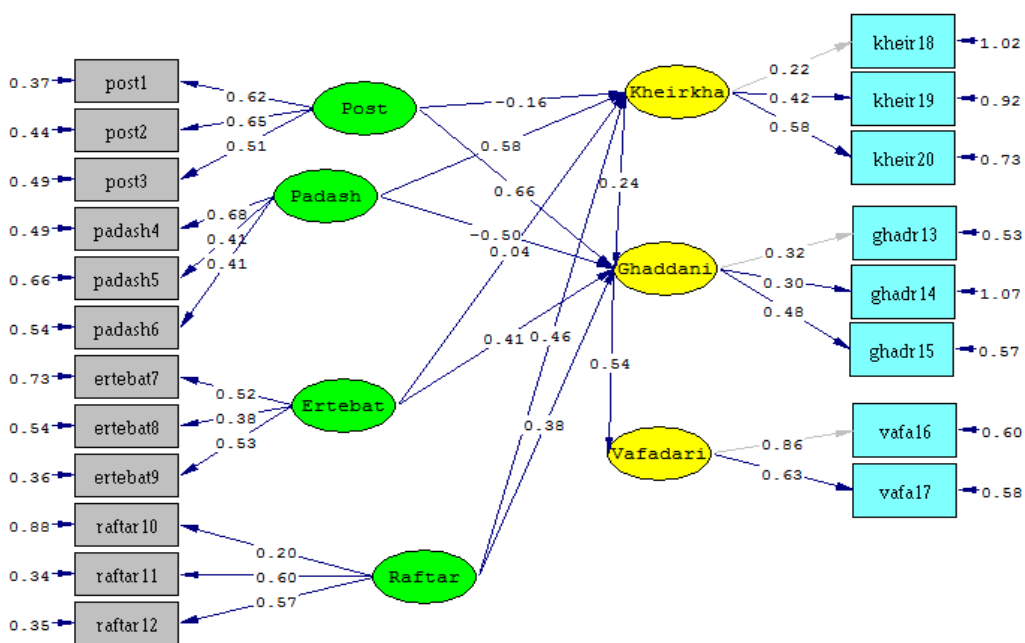 0.37
post1
0.44
post2
0.49
post3
0.49
padash4
0.66
padash5
0.54
padash6
0.73
ertebat7
0.54
ertebat8
0.36
ertebat9
0.88
raftar10
0.34
raftar11
0.35
raftar12
0.62
0.65
0.51
0.68
0.41
0.41
0.52
0.38
0.53
0.20
0.60
0.57
Post
Padash
Ertebat
Raftar
-0.16
0.58
0.66
-0.50
0.04
0.41
0.46
0.38
0.24
0.54
Kheirkha
Ghaddani
Vafadari
0.22
0.42
0.58
0.32
0.30
0.48
0.86
0.63
kheir18
1.02
kheir19
0.92
kheir20
0.73
ghadr13
0.53
ghadr14
1.07
ghadr15
0.57
vafa16
0.60
vafa17
0.58